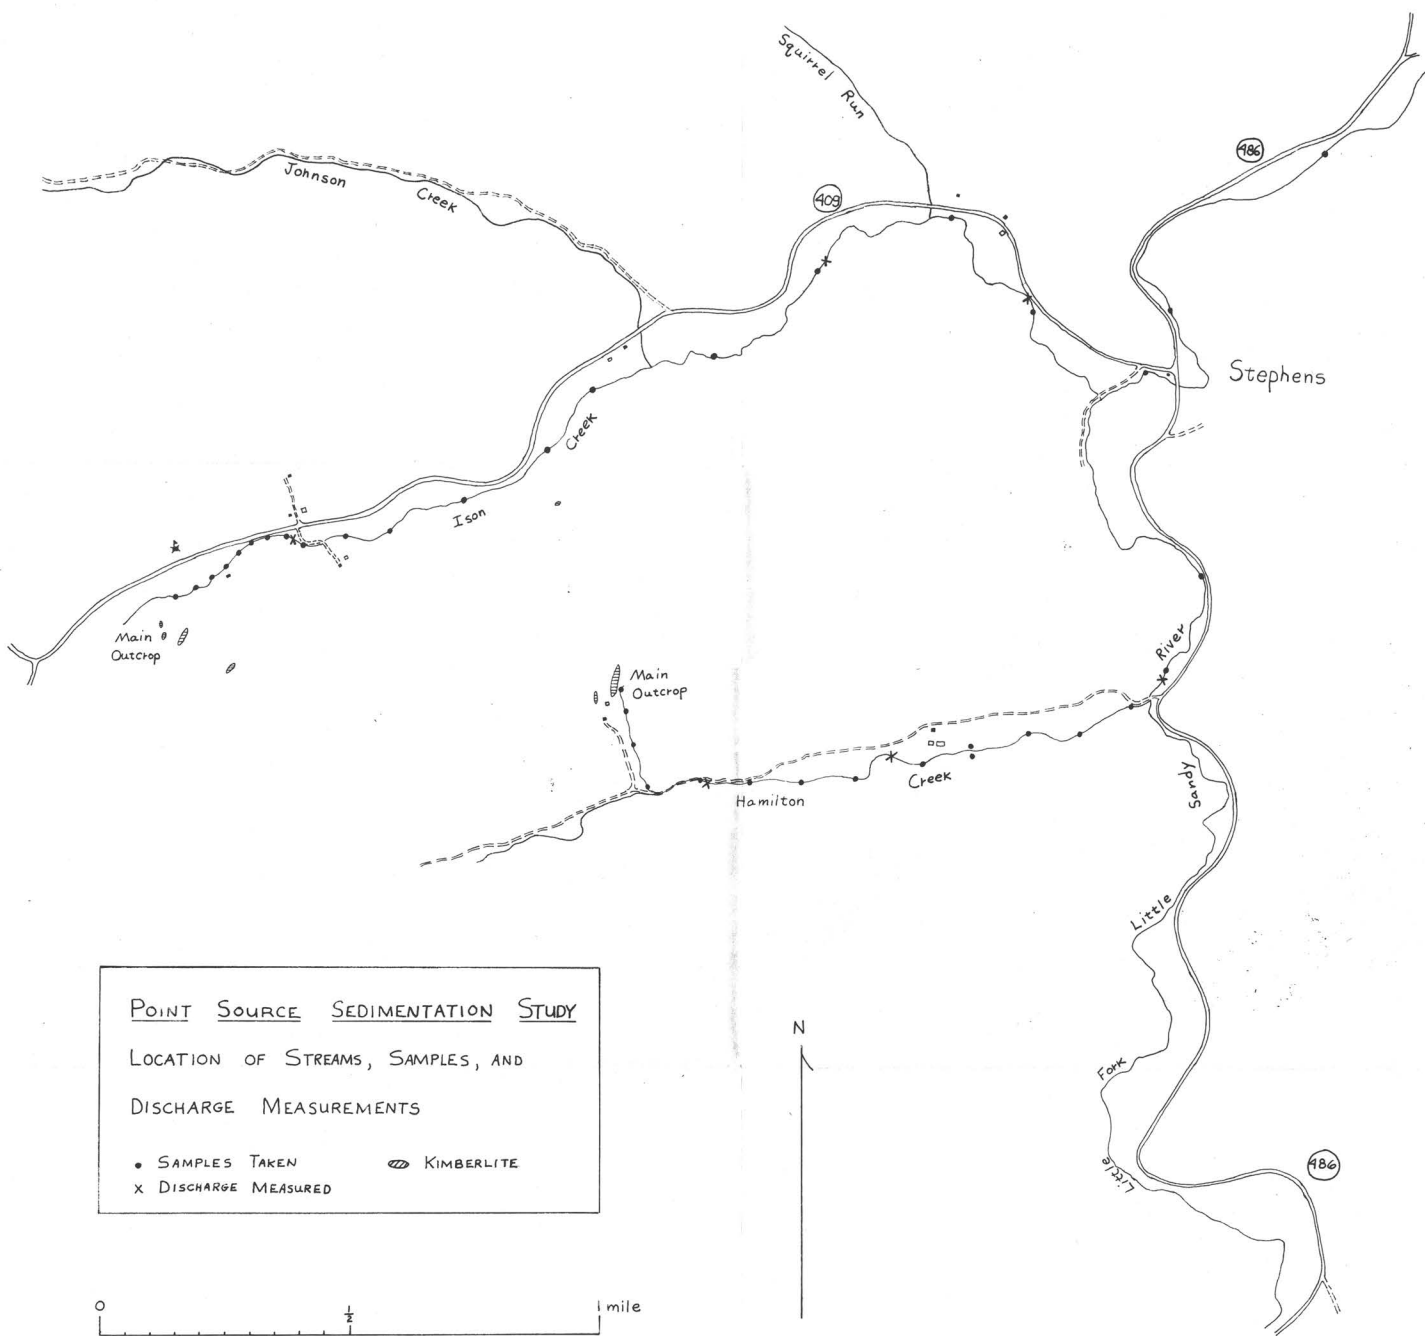 Squirrel Run
486
Johnson Creek
409
Stephens
Creek
Ison
Main
Outcrop
River
Main
Outcrop
Creek
Sandy
Hamilton
Little
POINT SOURCE SEDIMENTATION STUDY
LOCATION OF STREAMS, SAMPLES, AND
DISCHARGE MEASUREMENTS
• SAMPLES TAKEN
KIMBERLITE
x DISCHARGE MEASURED
N
Fork
Little
486
0
1/2
1 mile